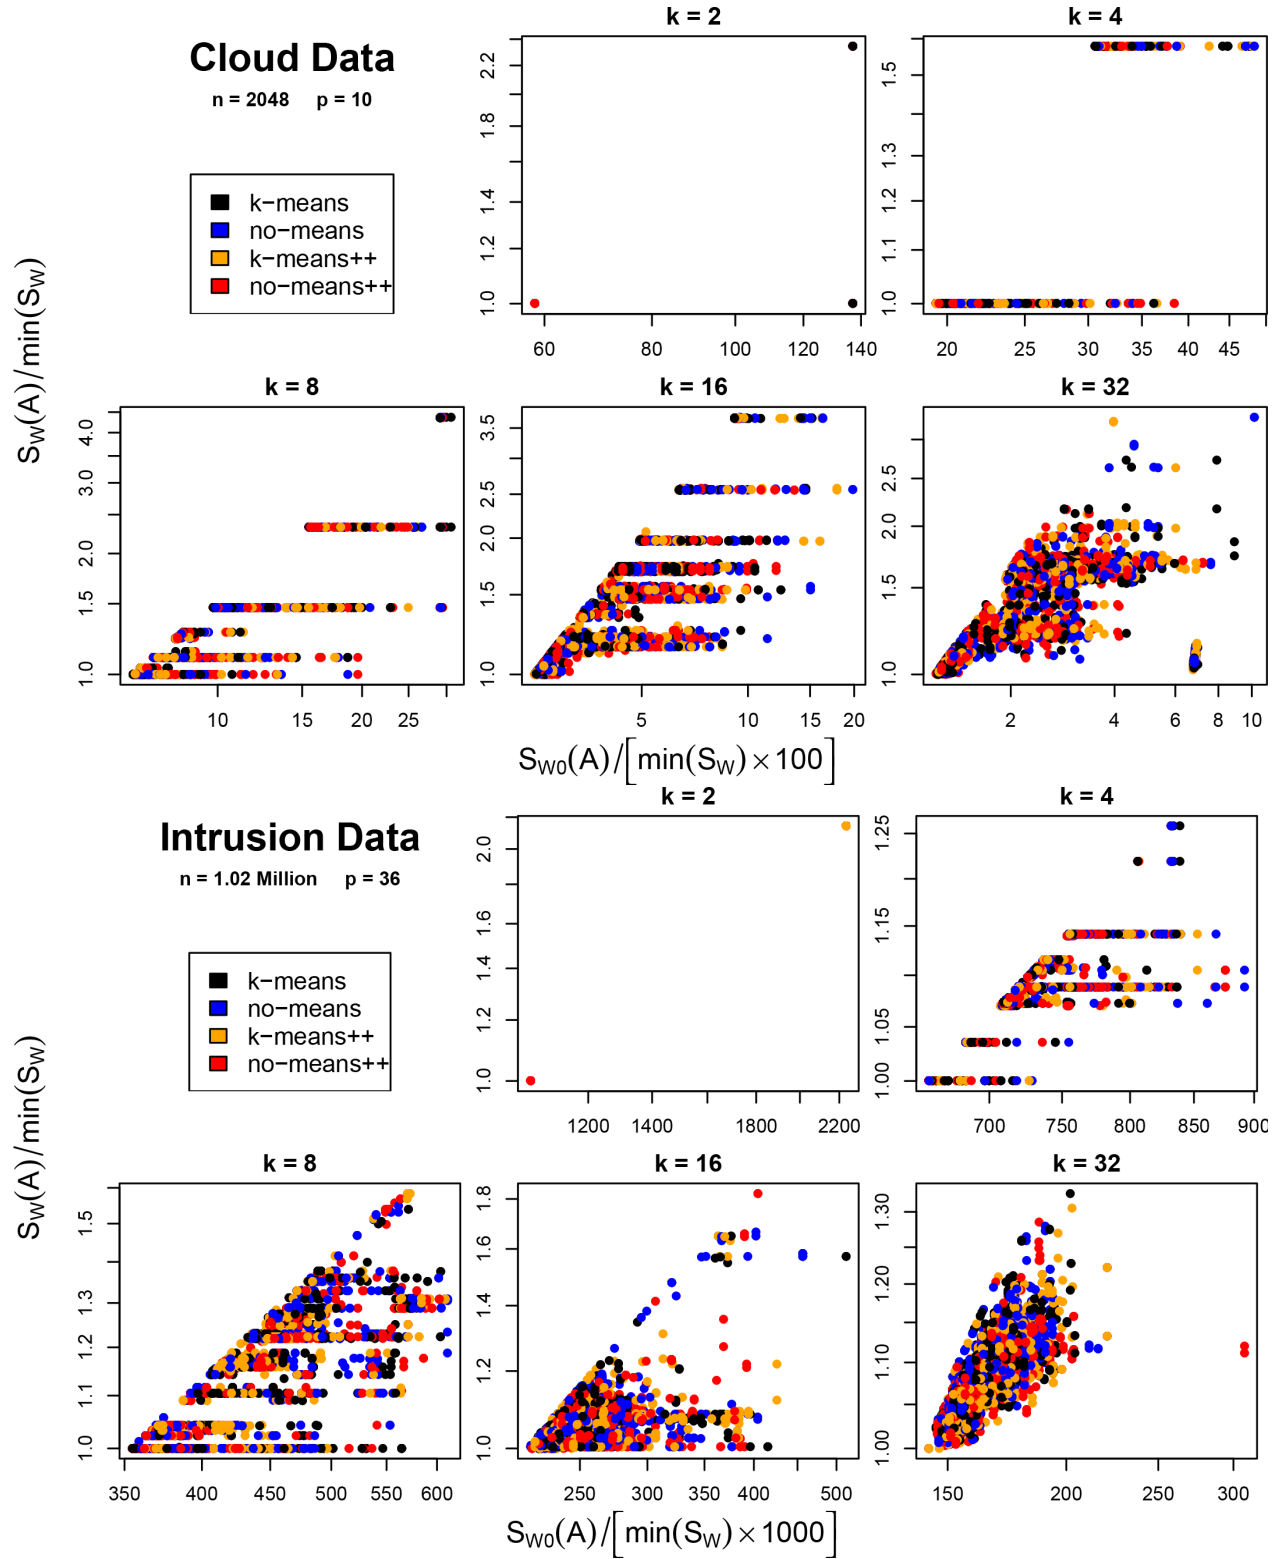 k = 2
k = 4
Cloud Data
n = 2048 p = 10
k−means
no−means
k−means++
no−means++
1.0 1.2 1.4 1.8 2.2
60 80 100 120 140
1.0 1.1 1.2 1.3 1.5
20 25 30 35 40 45
S_W(A)/min(S_W)
k = 8
k = 16
k = 32
1.0 1.5 2.0 3.0 4.0
10 15 20 25
1.0 1.5 2.0 2.5 3.5
5 10 15 20
1.0 1.5 2.0 2.5
2 4 6 8 10
S_W0(A)/[min(S_W)×100]
k = 2
k = 4
Intrusion Data
n = 1.02 Million p = 36
k−means
no−means
k−means++
no−means++
1.0 1.2 1.4 1.6 2.0
1200 1400 1800 2200
1.00 1.05 1.15 1.25
700 750 800 850 900
S_W(A)/min(S_W)
k = 8
k = 16
k = 32
1.0 1.1 1.2 1.3 1.5
350 400 450 500 550 600
1.0 1.2 1.4 1.6 1.8
250 300 350 400 500
1.00 1.10 1.20 1.30
150 200 250 300
S_W0(A)/[min(S_W)×1000]